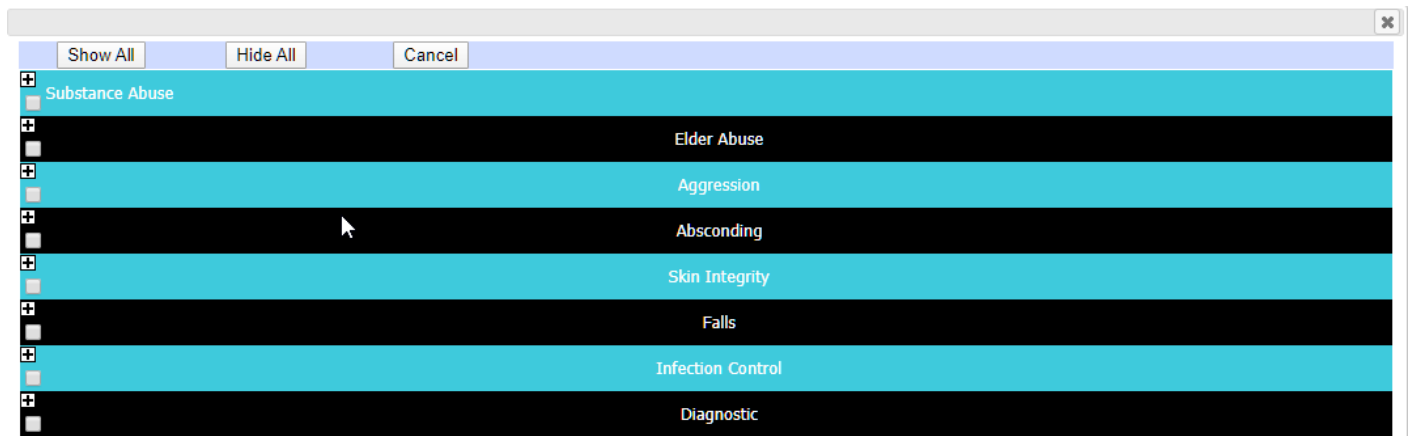 Show All Hide All Cancel
Substance Abuse
Elder Abuse
Aggression
Absconding
Skin Integrity
Falls
Infection Control
Diagnostic